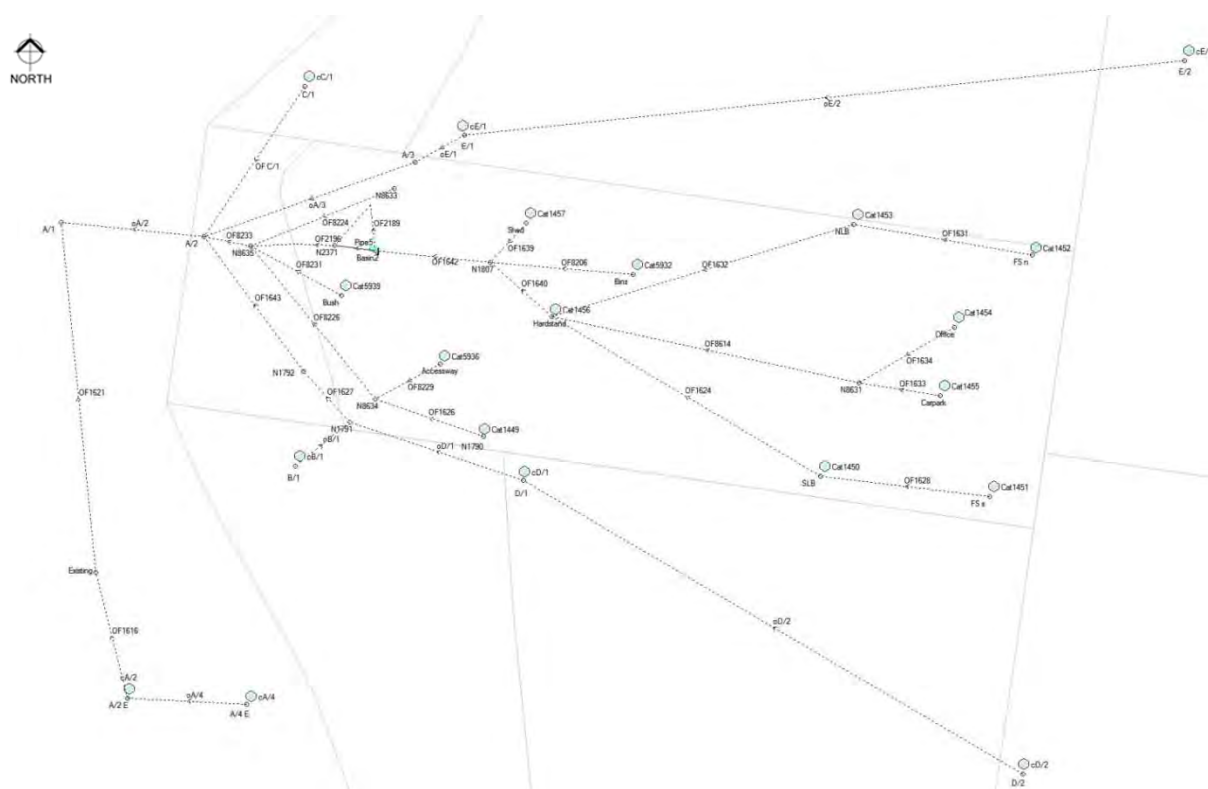 NORTH
cC/1
C/1
OF C/1
cE/1
E/1
oE/1
A/3
oE/2
E/2
oA/3
N8633
OF8224
OF2189
A/1
oA/2
A/2
OF8233
N8635
OF2196
N2371
Pipe5
OF1642
Cat1457
Shed
OF1639
N1807
OF8206
Cat5932
Bins
OF1640
Cat1456
Hardstand
OF1632
Cat1453
NLB
OF1631
Cat1452
FS n
OF8231
Cat5939
Bush
OF1643
OF8226
N1792
OF1627
Cat5936
Accessway
OF8229
N8634
OF1626
Cat1449
N1790
N1791
oB/1
cB/1
B/1
oD/1
cD/1
D/1
OF8614
OF1624
Cat1454
Office
OF1634
N8631
OF1633
Cat1455
Carpark
Cat1450
SLB
OF1628
Cat1451
FS s
OF1621
Existing
OF1616
cA/2
A/2 E
oA/4
cA/4
A/4 E
oD/2
cD/2
D/2